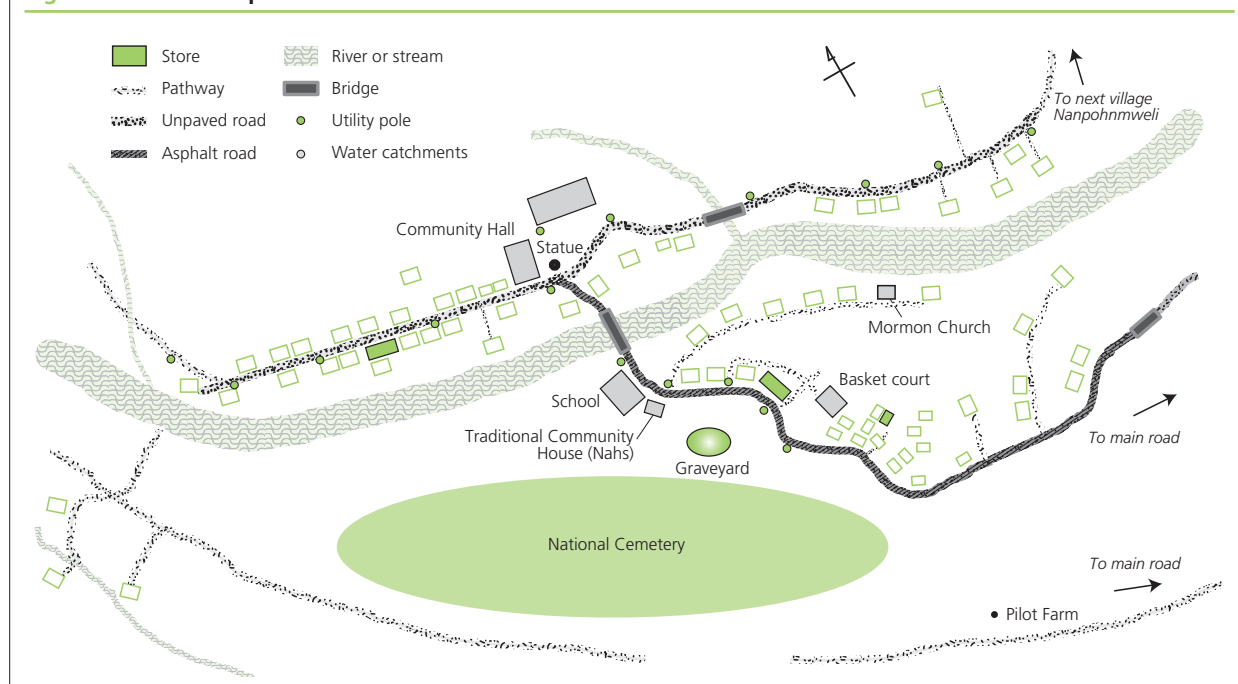 Store
Pathway
Unpaved road
Asphalt road
River or stream
Bridge
Utility pole
Water catchments
To next village
Nanpohnmweli
Community Hall
Statue
Mormon Church
School
Basket court
Traditional Community
House (Nahs)
Graveyard
To main road
National Cemetery
To main road
Pilot Farm